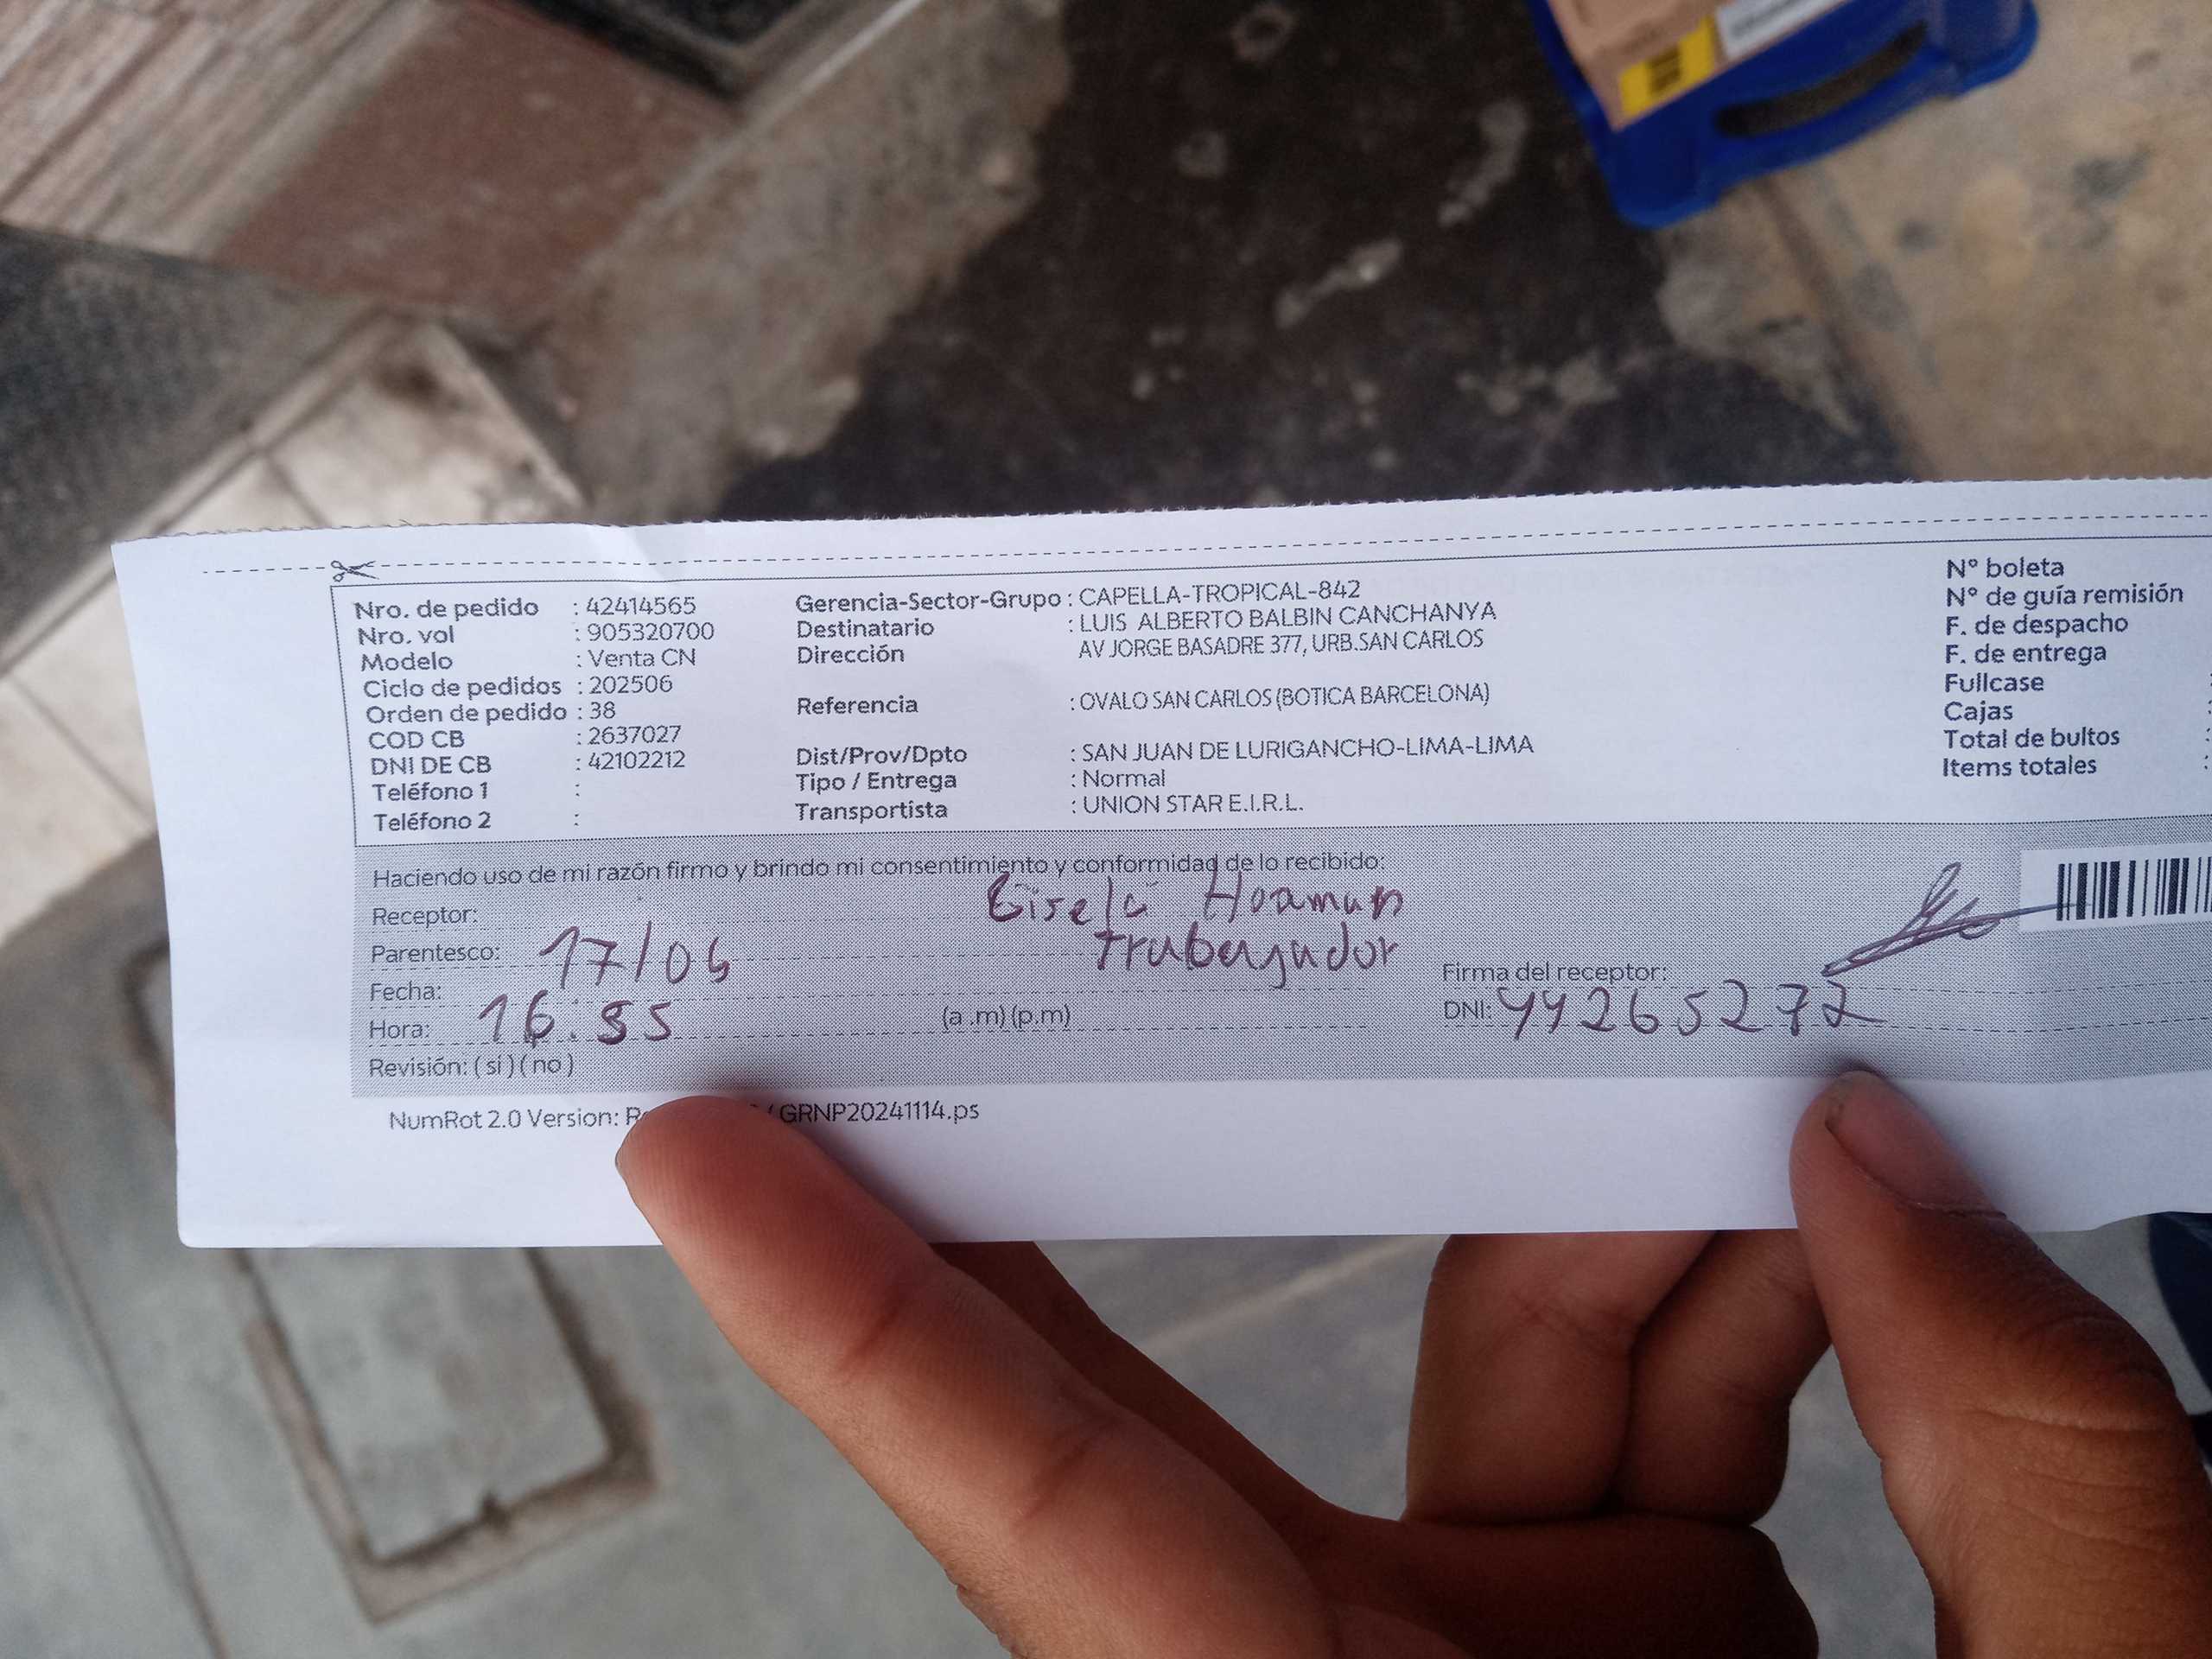 Nro. de pedido : 42414565
Nro. vol : 905320700
Modelo : Venta CN
Ciclo de pedidos : 202506
Orden de pedido : 38
COD CB : 2637027
DNI DE CB : 42102212
Teléfono 1 :
Teléfono 2 :
Gerencia-Sector-Grupo : CAPELLA-TROPICAL-842
Destinatario : LUIS ALBERTO BALBIN CANCHANYA
Dirección AV JORGE BASADRE 377, URB.SAN CARLOS
Referencia : OVALO SAN CARLOS (BOTICA BARCELONA)
Dist/Prov/Dpto : SAN JUAN DE LURIGANCHO-LIMA-LIMA
Tipo / Entrega : Normal
Transportista : UNION STAR E.I.R.L.
N° boleta
N° de guía remisión
F. de despacho
F. de entrega
Fullcase :
Cajas :
Total de bultos :
Items totales :
Haciendo uso de mi razón firmo y brindo mi consentimiento y conformidad de lo recibido:
Receptor: Gisela Hoaman
Parentesco: trabayador
Fecha: 17/06
Hora: (a .m) (p.m)
Revisión: ( si ) ( no )
Firma del receptor:
DNI: 44265272
NumRot 2.0 Version: GRNP20241114.ps